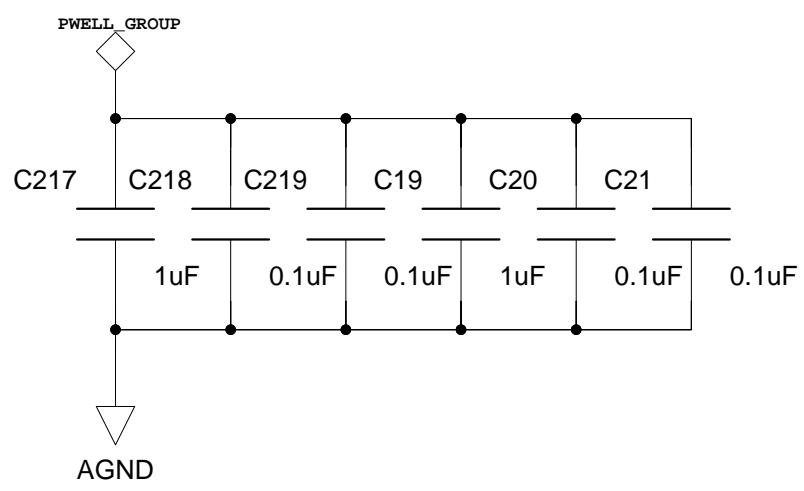 PWELL_GROUP
C217 C218 C219 C19 C20 C21
1uF 0.1uF 0.1uF 1uF 0.1uF 0.1uF
AGND